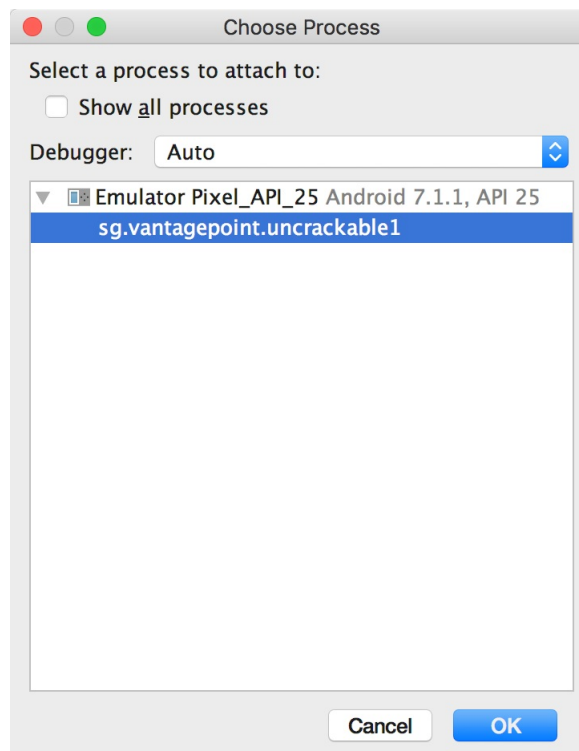 Choose Process
Select a process to attach to:
Show all processes
Debugger: Auto
Emulator Pixel_API_25 Android 7.1.1, API 25
sg.vantagepoint.uncrackable1
Cancel OK